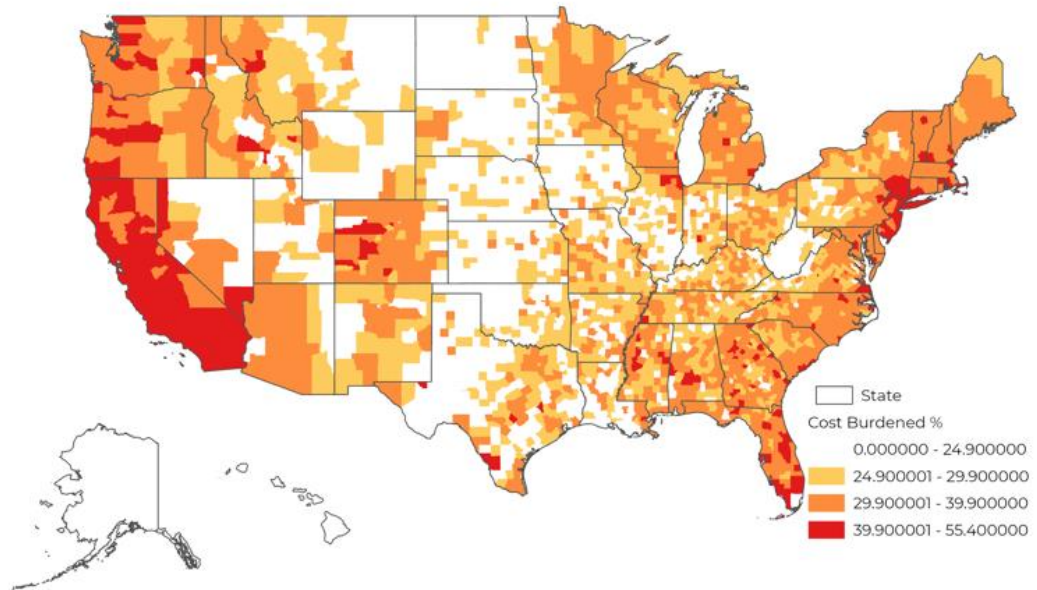 State
Cost Burdened %
0.000000 - 24.900000
24.900001 - 29.900000
29.900001 - 39.900000
39.900001 - 55.400000